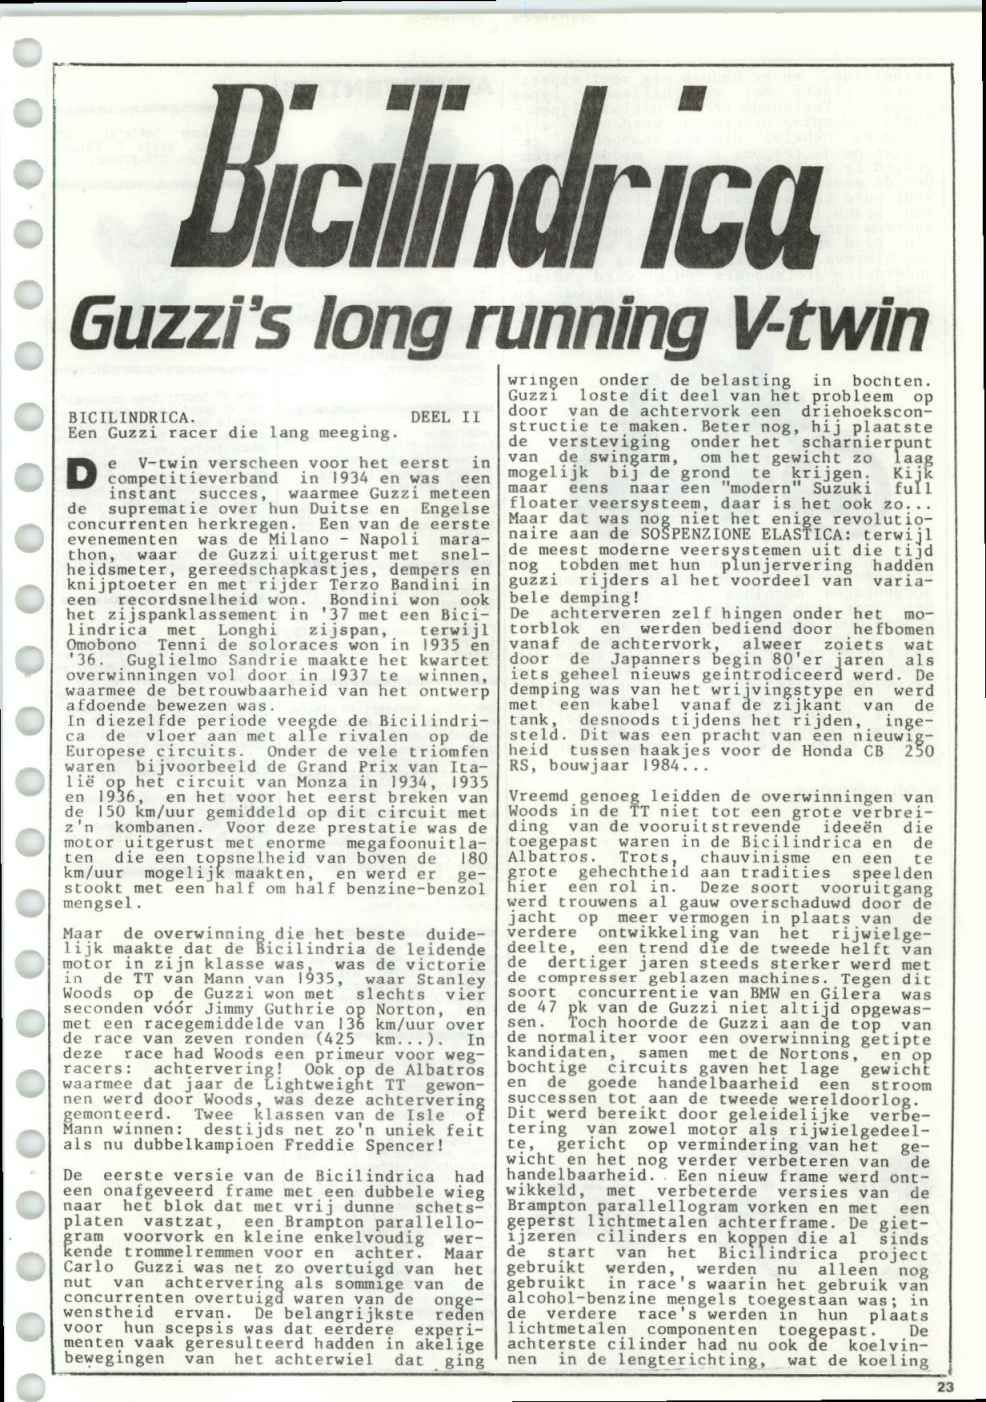 Bicilindrica
Guzzi's long running V-twin
BICILINDRICA. DEEL II
Een Guzzi racer die lang meeging.
De V-twin verscheen voor het eerst in
competitieverband in 1934 en was een
instant succes, waarmee Guzzi meteen
de suprematie over hun Duitse en Engelse
concurrenten herkregen. Een van de eerste
evenementen was de Milano - Napoli mara-
thon, waar de Guzzi uitgerust met snel-
heidsmeter, gereedschapkastjes, dempers en
knijptoeter en met rijder Terzo Bandini in
een recordsnelheid won. Bondini won ook
het zijspanklassement in '37 met een Bici-
lindrica met Longhi zijspan, terwijl
Omobono Tenni de soloraces won in 1935 en
'36. Guglielmo Sandrie maakte het kwartet
overwinningen vol door in 1937 te winnen,
waarmee de betrouwbaarheid van het ontwerp
afdoende bewezen was.
In diezelfde periode veegde de Bicilindri-
ca de vloer aan met alle rivalen op de
Europese circuits. Onder de vele triomfen
waren bijvoorbeeld de Grand Prix van Ita-
lië op het circuit van Monza in 1934, 1935
en 1936, en het voor het eerst breken van
de 150 km/uur gemiddeld op dit circuit met
z'n kombanen. Voor deze prestatie was de
motor uitgerust met enorme megafoonuitla-
ten die een topsnelheid van boven de 180
km/uur mogelijk maakten, en werd er ge-
stookt met een half om half benzine-benzol
mengsel.
Maar de overwinning die het beste duide-
lijk maakte dat de Bicilindria de leidende
motor in zijn klasse was, was de victorie
in de TT van Mann van 1935, waar Stanley
Woods op de Guzzi won met slechts vier
seconden vóór Jimmy Guthrie op Norton, en
met een racegemiddelde van 136 km/uur over
de race van zeven ronden (425 km...). In
deze race had Woods een primeur voor weg-
racers: achtervering! Ook op de Albatros
waarmee dat jaar de Lightweight TT gewon-
nen werd door Woods, was deze achtervering
gemonteerd. Twee klassen van de Isle of
Mann winnen: destijds net zo'n uniek feit
als nu dubbelkampioen Freddie Spencer!
De eerste versie van de Bicilindrica had
een onafgeveerd frame met een dubbele wieg
naar het blok dat met vrij dunne schets-
platen vastzat, een Brampton parallello-
gram voorvork en kleine enkelvoudig wer-
kende trommelremmen voor en achter. Maar
Carlo Guzzi was net zo overtuigd van het
nut van achtervering als sommige van de
concurrenten overtuigd waren van de onge-
wenstheid ervan. De belangrijkste reden
voor hun scepsis was dat eerdere experi-
menten vaak geresulteerd hadden in akelige
bewegingen van het achterwiel dat ging
wringen onder de belasting in bochten.
Guzzi loste dit deel van het probleem op
door van de achtervork een driehoekscon-
structie te maken. Beter nog, hij plaatste
de versteviging onder het scharnierpunt
van de swingarm, om het gewicht zo laag
mogelijk bij de grond te krijgen. Kijk
maar eens naar een "modern" Suzuki full
floater veersysteem, daar is het ook zo...
Maar dat was nog niet het enige revolutio-
naire aan de SOSPENZIONE ELASTICA: terwijl
de meest moderne veersystemen uit die tijd
nog tobden met hun plunjervering hadden
guzzi rijders al het voordeel van varia-
bele demping!
De achterveren zelf hingen onder het mo-
torblok en werden bediend door hefbomen
vanaf de achtervork, alweer zoiets wat
door de Japanners begin 80'er jaren als
iets geheel nieuws geintrodiceerd werd. De
demping was van het wrijvingstype en werd
met een kabel vanaf de zijkant van de
tank, desnoods tijdens het rijden, inge-
steld. Dit was een pracht van een nieuwig-
heid tussen haakjes voor de Honda CB 250
RS, bouwjaar 1984...
Vreemd genoeg leidden de overwinningen van
Woods in de TT niet tot een grote verbrei-
ding van de vooruitstrevende ideeën die
toegepast waren in de Bicilindrica en de
Albatros. Trots, chauvinisme en een te
grote gehechtheid aan tradities speelden
hier een rol in. Deze soort vooruitgang
werd trouwens al gauw overschaduwd door de
jacht op meer vermogen in plaats van de
verdere ontwikkeling van het rijwielge-
deelte, een trend die de tweede helft van
de dertiger jaren steeds sterker werd met
de compresser geblazen machines. Tegen dit
soort concurrentie van BMW en Gilera was
de 47 pk van de Guzzi niet altijd opgewas-
sen. Toch hoorde de Guzzi aan de top van
de normaliter voor een overwinning getipte
kandidaten, samen met de Nortons, en op
bochtige circuits gaven het lage gewicht
en de goede handelbaarheid een stroom
successen tot aan de tweede wereldoorlog.
Dit werd bereikt door geleidelijke verbe-
tering van zowel motor als rijwielgedeel-
te, gericht op vermindering van het ge-
wicht en het nog verder verbeteren van de
handelbaarheid. Een nieuw frame werd ont-
wikkeld, met verbeterde versies van de
Brampton parallellogram vorken en met een
geperst lichtmetalen achterframe. De giet-
ijzeren cilinders en koppen die al sinds
de start van het Bicilindrica project
gebruikt werden, werden nu alleen nog
gebruikt in race's waarin het gebruik van
alcohol-benzine mengels toegestaan was; in
de verdere race's werden in hun plaats
lichtmetalen componenten toegepast. De
achterste cilinder had nu ook de koelvin-
nen in de lengterichting, wat de koeling
23